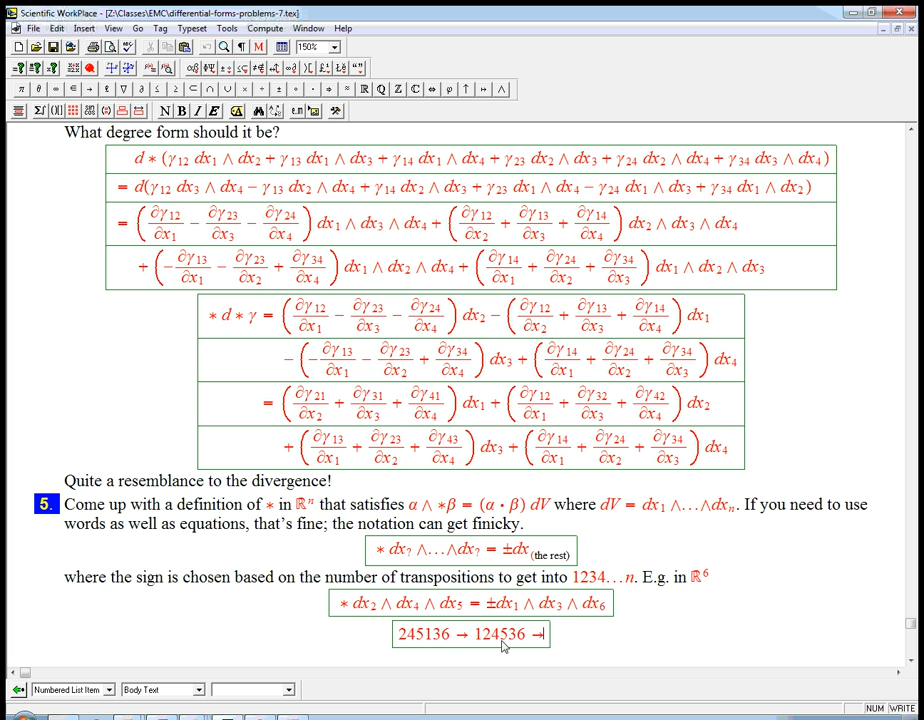 Scientific WorkPlace - [Z:\Classes\EMC\differential-forms-problems-7.tex]
File Edit Insert View Go Tag Typeset Tools Compute Window Help
150%
What degree form should it be?
d ∗ (γ₁₂ dx₁ ∧ dx₂ + γ₁₃ dx₁ ∧ dx₃ + γ₁₄ dx₁ ∧ dx₄ + γ₂₃ dx₂ ∧ dx₃ + γ₂₄ dx₂ ∧ dx₄ + γ₃₄ dx₃ ∧ dx₄)
= d(γ₁₂ dx₃ ∧ dx₄ − γ₁₃ dx₂ ∧ dx₄ + γ₁₄ dx₂ ∧ dx₃ + γ₂₃ dx₁ ∧ dx₄ − γ₂₄ dx₁ ∧ dx₃ + γ₃₄ dx₁ ∧ dx₂)
= (∂γ₁₂/∂x₁ − ∂γ₂₃/∂x₃ − ∂γ₂₄/∂x₄) dx₁ ∧ dx₃ ∧ dx₄ + (∂γ₁₂/∂x₂ + ∂γ₁₃/∂x₃ + ∂γ₁₄/∂x₄) dx₂ ∧ dx₃ ∧ dx₄
+ (−∂γ₁₃/∂x₁ − ∂γ₂₃/∂x₂ + ∂γ₃₄/∂x₄) dx₁ ∧ dx₂ ∧ dx₄ + (∂γ₁₄/∂x₁ + ∂γ₂₄/∂x₂ + ∂γ₃₄/∂x₃) dx₁ ∧ dx₂ ∧ dx₃
∗ d ∗ γ = (∂γ₁₂/∂x₁ − ∂γ₂₃/∂x₃ − ∂γ₂₄/∂x₄) dx₂ − (∂γ₁₂/∂x₂ + ∂γ₁₃/∂x₃ + ∂γ₁₄/∂x₄) dx₁
− (−∂γ₁₃/∂x₁ − ∂γ₂₃/∂x₂ + ∂γ₃₄/∂x₄) dx₃ + (∂γ₁₄/∂x₁ + ∂γ₂₄/∂x₂ + ∂γ₃₄/∂x₃) dx₄
= (∂γ₂₁/∂x₂ + ∂γ₃₁/∂x₃ + ∂γ₄₁/∂x₄) dx₁ + (∂γ₁₂/∂x₁ + ∂γ₃₂/∂x₃ + ∂γ₄₂/∂x₄) dx₂
+ (∂γ₁₃/∂x₁ + ∂γ₂₃/∂x₂ + ∂γ₄₃/∂x₄) dx₃ + (∂γ₁₄/∂x₁ + ∂γ₂₄/∂x₂ + ∂γ₃₄/∂x₃) dx₄
Quite a resemblance to the divergence!
5. Come up with a definition of ∗ in ℝⁿ that satisfies α ∧ ∗β = (α · β) dV where dV = dx₁ ∧…∧dxₙ. If you need to use
words as well as equations, that's fine; the notation can get finicky.
∗ dx? ∧…∧dx? = ±dx(the rest)
where the sign is chosen based on the number of transpositions to get into 1234…n. E.g. in ℝ⁶
∗ dx₂ ∧ dx₄ ∧ dx₅ = ±dx₁ ∧ dx₃ ∧ dx₆
245136 → 124536 →
Numbered List Item Body Text
NUM WRITE